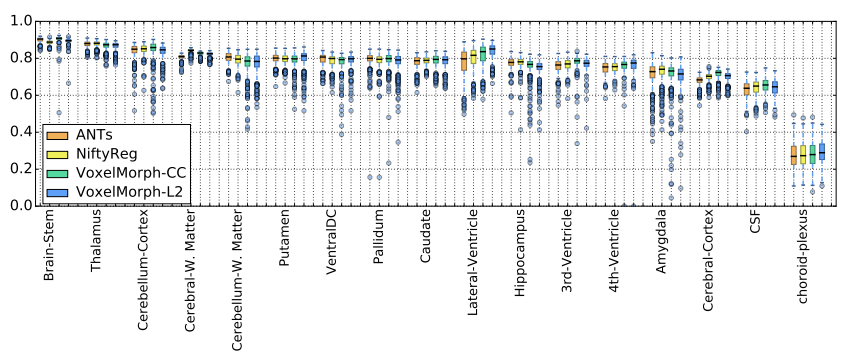 1.0
0.8
0.6
0.4
0.2
0.0
ANTs
NiftyReg
VoxelMorph-CC
VoxelMorph-L2
Brain-Stem
Thalamus
Cerebellum-Cortex
Cerebral-W. Matter
Cerebellum-W. Matter
Putamen
VentralDC
Pallidum
Caudate
Lateral-Ventricle
Hippocampus
3rd-Ventricle
4th-Ventricle
Amygdala
Cerebral-Cortex
CSF
choroid-plexus